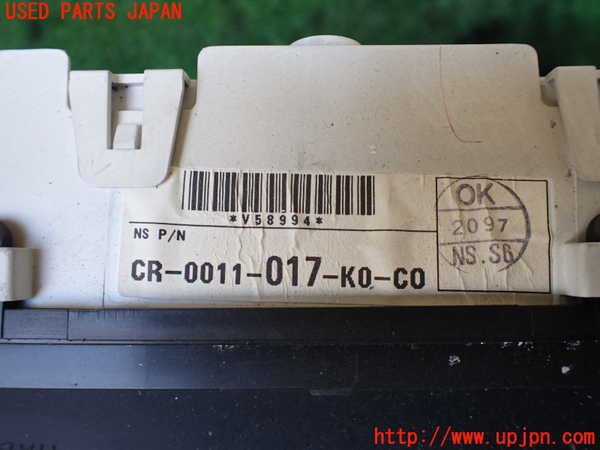 USED PARTS JAPAN
*V58994*
NS P/N
CR-0011-017-K0-C0
OK
2097
NS.S6
http://www.upjpn.com